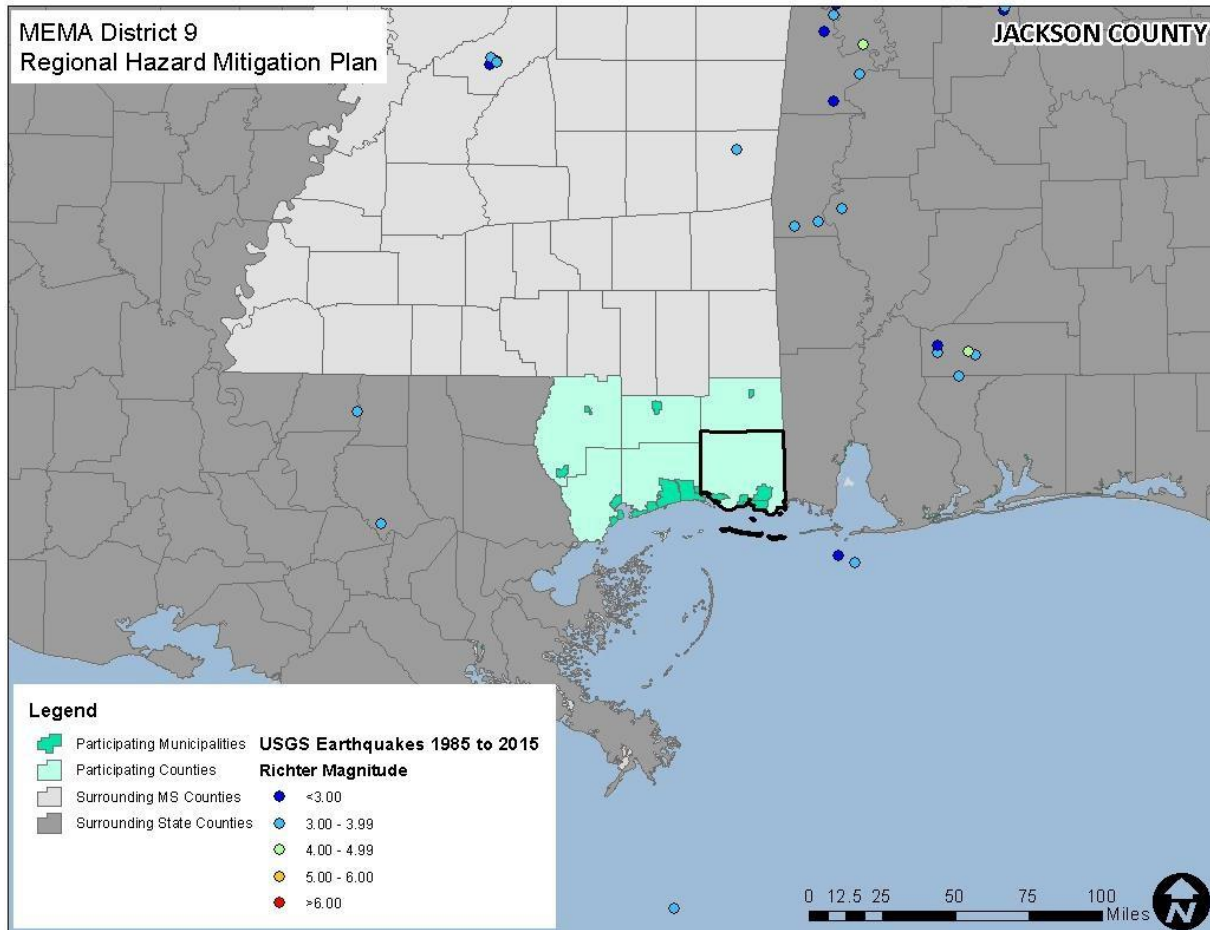 MEMA District 9
Regional Hazard Mitigation Plan
JACKSON COUNTY
Legend
Participating Municipalities
Participating Counties
Surrounding MS Counties
Surrounding State Counties
USGS Earthquakes 1985 to 2015
Richter Magnitude
<3.00
3.00 - 3.99
4.00 - 4.99
5.00 - 6.00
>6.00
0 12.5 25 50 75 100
Miles
N